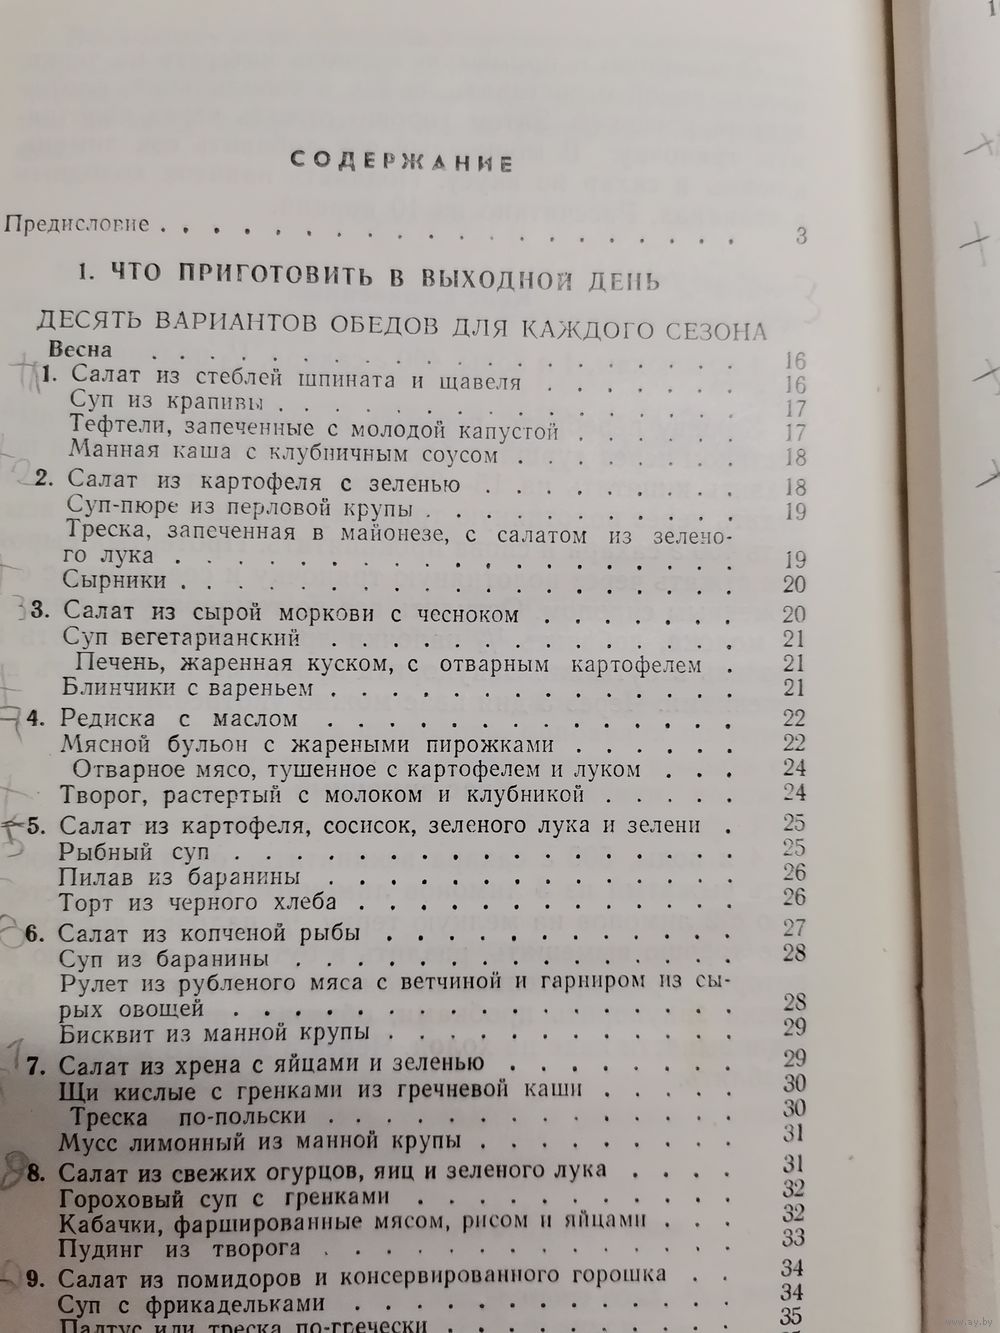 СОДЕРЖАНИЕ
Предисловие . . . . . . . . . . . . . . . . . . . . 3
1. ЧТО ПРИГОТОВИТЬ В ВЫХОДНОЙ ДЕНЬ
ДЕСЯТЬ ВАРИАНТОВ ОБЕДОВ ДЛЯ КАЖДОГО СЕЗОНА
Весна . . . . . . . . . . . . . . . 16
1. Салат из стеблей шпината и щавеля . . . . . . . 16
Суп из крапивы . . . . . . . . . . . . . . . 17
Тефтели, запеченные с молодой капустой . . . . . . 17
Манная каша с клубничным соусом . . . . . . . . 18
2. Салат из картофеля с зеленью . . . . . . . . . 18
Суп-пюре из перловой крупы . . . . . . . . . . . 19
Треска, запеченная в майонезе, с салатом из зелено-
го лука . . . . . . . . . . . . . . . 19
Сырники . . . . . . . . . . . . . . . 20
3. Салат из сырой моркови с чесноком . . . . . . . 20
Суп вегетарианский . . . . . . . . . . . . . . 21
Печень, жаренная куском, с отварным картофелем . 21
Блинчики с вареньем . . . . . . . . . . . . . . 21
4. Редиска с маслом . . . . . . . . . . . . . . 22
Мясной бульон с жареными пирожками . . . . . . 22
Отварное мясо, тушенное с картофелем и луком . . . 24
Творог, растертый с молоком и клубникой . . . . . 24
5. Салат из картофеля, сосисок, зеленого лука и зелени . 25
Рыбный суп . . . . . . . . . . . . . . . . . 25
Пилав из баранины . . . . . . . . . . . . . . 26
Торт из черного хлеба . . . . . . . . . . . . . 26
6. Салат из копченой рыбы . . . . . . . . . . . . 27
Суп из баранины . . . . . . . . . . . . . . . 28
Рулет из рубленого мяса с ветчиной и гарниром из сы-
рых овощей . . . . . . . . . . . . . . . . . 28
Бисквит из манной крупы . . . . . . . . . . . . 29
7. Салат из хрена с яйцами и зеленью . . . . . . . . 29
Щи кислые с гренками из гречневой каши . . . . . 30
Треска по-польски . . . . . . . . . . . . . . 30
Мусс лимонный из манной крупы . . . . . . . . . 31
8. Салат из свежих огурцов, яиц и зеленого лука . . . . 31
Гороховый суп с гренками . . . . . . . . . . . . 32
Кабачки, фаршированные мясом, рисом и яйцами . . . 32
Пудинг из творога . . . . . . . . . . . . . . 33
9. Салат из помидоров и консервированного горошка . . 34
Суп с фрикадельками . . . . . . . . . . . . . . 34
Палтус или треска по-гречески . . . . . . . . . . 35
www.ay.by